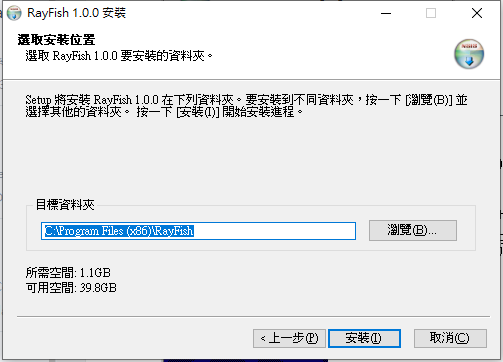 RayFish 1.0.0 安裝
選取安裝位置
選取 RayFish 1.0.0 要安裝的資料夾。
Setup 將安裝 RayFish 1.0.0 在下列資料夾。要安裝到不同資料夾，按一下 [瀏覽(B)] 並
選擇其他的資料夾。 按一下 [安裝(I)] 開始安裝進程。
目標資料夾
C:\Program Files (x86)\RayFish
瀏覽(B)...
所需空間: 1.1GB
可用空間: 39.8GB
< 上一步(P)
安裝(I)
取消(C)